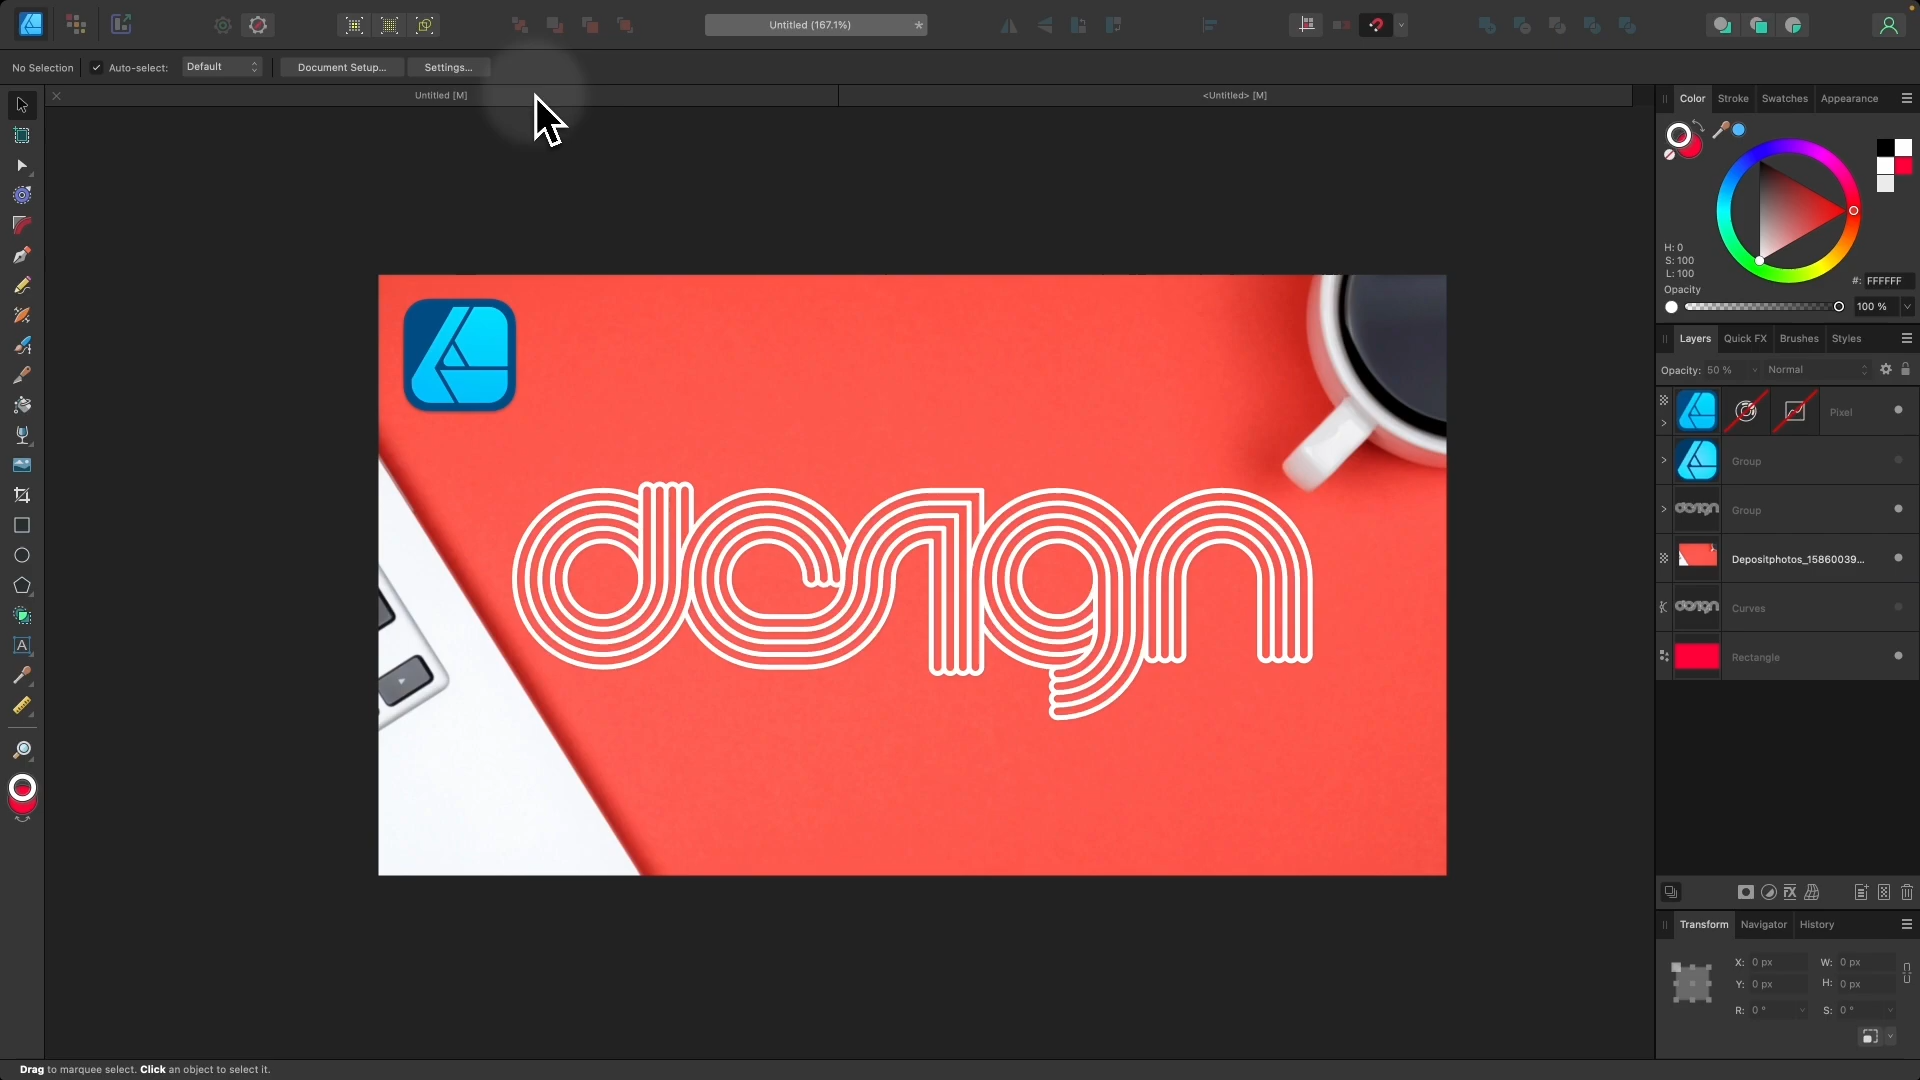 Untitled (167.1%)
*
No Selection
Auto-select:
Default
Document Setup...
Settings...
Untitled [M]
<Untitled> [M]
Color
Stroke
Swatches
Appearance
H: 0
S: 100
L: 100
#: FFFFFF
Opacity
100 %
Layers
Quick FX
Brushes
Styles
Opacity: 50 %
Normal
Pixel
Group
Group
Depositphotos_15860039...
Curves
Rectangle
design
A
Transform
Navigator
History
X: 0 px
W: 0 px
Y: 0 px
H: 0 px
R: 0 °
S: 0 °
Drag to marquee select. Click an object to select it.